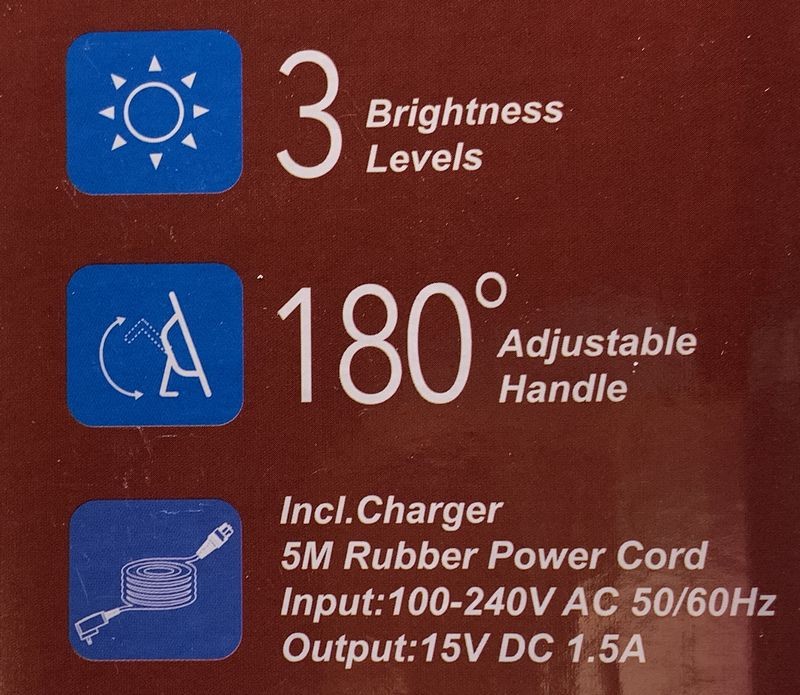 3 Brightness
Levels
180° Adjustable
Handle
Incl.Charger
5M Rubber Power Cord
Input:100-240V AC 50/60Hz
Output:15V DC 1.5A